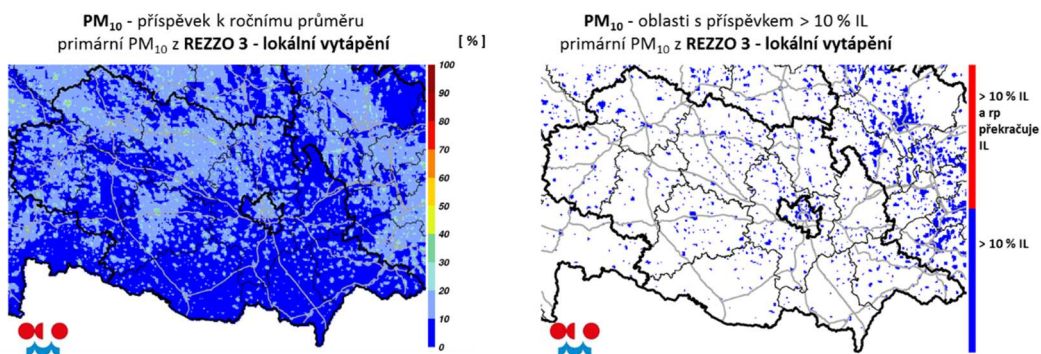 PM₁₀ - příspěvek k ročnímu průměru
primární PM₁₀ z REZZO 3 - lokální vytápění
[ % ]
100
90
80
70
60
50
40
30
20
10
0
PM₁₀ - oblasti s příspěvkem > 10 % IL
primární PM₁₀ z REZZO 3 - lokální vytápění
> 10 % IL
a rp
překračuje
IL
> 10 % IL